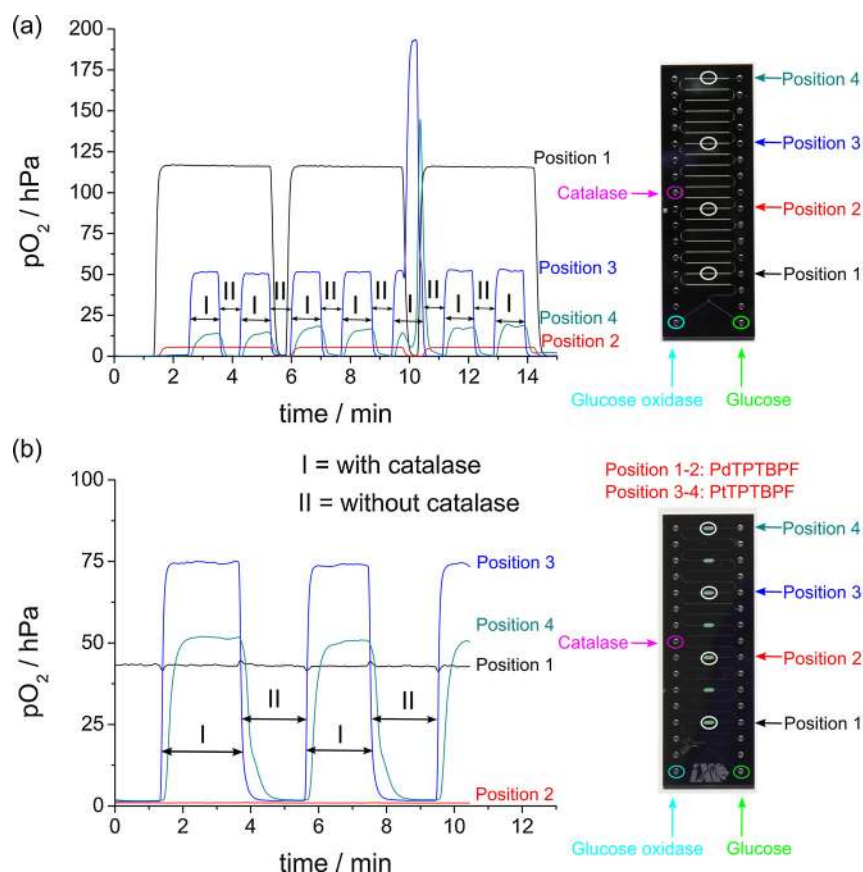 (a)
200
175
150
125
100
75
50
25
0
pO2 / hPa
0 2 4 6 8 10 12 14
time / min
Position 1
Position 3
Position 4
Position 2
II II II II II II
I I I I I I I
Position 4
Position 3
Catalase
Position 2
Position 1
Glucose oxidase
Glucose
(b)
I = with catalase
II = without catalase
100
75
50
25
0
pO2 / hPa
0 2 4 6 8 10 12
time / min
Position 3
Position 4
Position 1
Position 2
II II
I I
Position 1-2: PdTPTBPF
Position 3-4: PtTPTBPF
Position 4
Position 3
Catalase
Position 2
Position 1
Glucose oxidase
Glucose